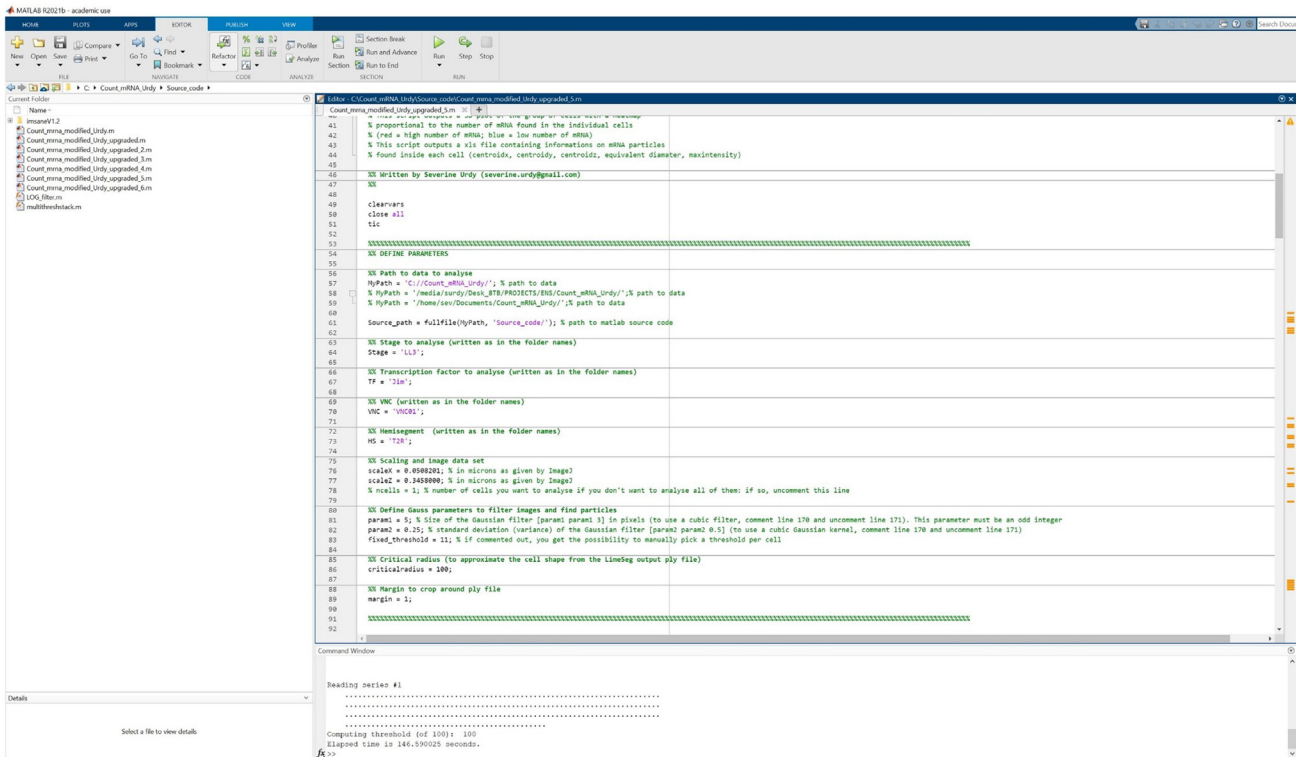 MATLAB R2021b - academic use
HOME PLOTS APPS EDITOR PUBLISH VIEW
Search Docu
New Open Save Compare Print Go To Find Bookmark Refactor Profiler Analyze Run Section Section Break Run and Advance Run to End Run Step Stop
FILE NAVIGATE CODE ANALYZE SECTION RUN
C: Count_mRNA_Urdy Source_code
Current Folder
Name
imsaneV1.2
Count_mrna_modified_Urdy.m
Count_mrna_modified_Urdy_upgraded.m
Count_mrna_modified_Urdy_upgraded_2.m
Count_mrna_modified_Urdy_upgraded_3.m
Count_mrna_modified_Urdy_upgraded_4.m
Count_mrna_modified_Urdy_upgraded_5.m
Count_mrna_modified_Urdy_upgraded_6.m
LOG_filter.m
multithreshstack.m
Details
Select a file to view details
Editor - C:\Count_mRNA_Urdy\Source_code\Count_mrna_modified_Urdy_upgraded_5.m
Count_mrna_modified_Urdy_upgraded_5.m
40 % This script outputs a 3D plot of the group of cells with a heatmap
41 % proportional to the number of mRNA found in the individual cells
42 % (red = high number of mRNA; blue = low number of mRNA)
43 % This script outputs a xls file containing informations on mRNA particles
44 % found inside each cell (centroidx, centroidy, centroidz, equivalent diamater, maxintensity)
45
46 %% Written by Severine Urdy (severine.urdy@gmail.com)
47 %%
48
49 clearvars
50 close all
51 tic
52
53
54 %% DEFINE PARAMETERS
55
56 %% Path to data to analyse
57 MyPath = 'C://Count_mRNA_Urdy/'; % path to data
58 % MyPath = '/media/surdy/Desk_BTB/PROJECTS/ENS/Count_mRNA_Urdy/';% path to data
59 % MyPath = '/home/sev/Documents/Count_mRNA_Urdy/';% path to data
60
61 Source_path = fullfile(MyPath, 'Source_code/'); % path to matlab source code
62
63 %% Stage to analyse (written as in the folder names)
64 Stage = 'LL3';
65
66 %% Transcription factor to analyse (written as in the folder names)
67 TF = 'Jim';
68
69 %% VNC (written as in the folder names)
70 VNC = 'VNC01';
71
72 %% Hemisegment (written as in the folder names)
73 HS = 'T2R';
74
75 %% Scaling and image data set
76 scaleX = 0.0508201; % in microns as given by ImageJ
77 scaleZ = 0.3458000; % in microns as given by ImageJ
78 % ncells = 1; % number of cells you want to analyse if you don't want to analyse all of them: if so, uncomment this line
79
80 %% Define Gauss parameters to filter images and find particles
81 param1 = 5; % Size of the Gaussian filter [param1 param1 3] in pixels (to use a cubic filter, comment line 170 and uncomment line 171). This parameter must be an odd integer
82 param2 = 0.25; % standard deviation (variance) of the Gaussian filter [param2 param2 0.5] (to use a cubic Gaussian kernel, comment line 170 and uncomment line 171)
83 fixed_threshold = 11; % if commented out, you get the possibility to manually pick a threshold per cell
84
85 %% Critical radius (to approximate the cell shape from the LimeSeg output ply file)
86 criticalradius = 100;
87
88 %% Margin to crop around ply file
89 margin = 1;
90
91
92
Command Window
Reading series #1
Computing threshold (of 100): 100
Elapsed time is 146.590025 seconds.
fx >>